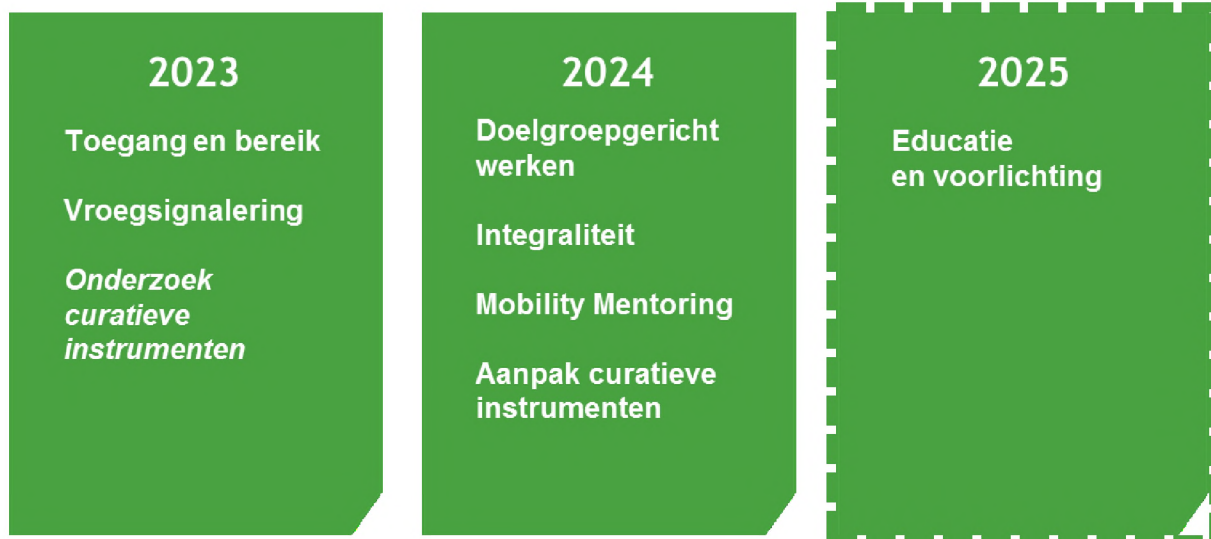 2023
Toegang en bereik
Vroegsignalering
Onderzoek
curatieve
instrumenten
2024
Doelgroepgericht
werken
Integraliteit
Mobility Mentoring
Aanpak curatieve
instrumenten
2025
Educatie
en voorlichting